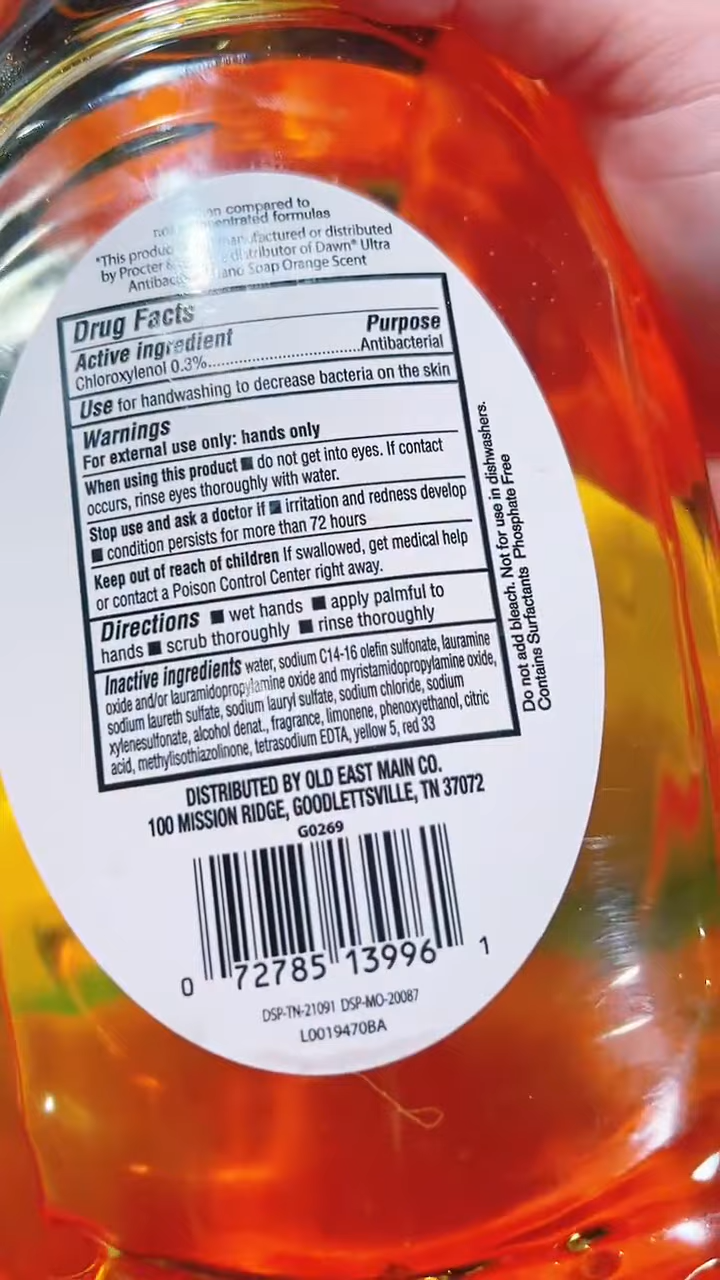 compared to
formulas
*This manufactured or distributed
by Procter & distributor of Dawn® Ultra
Soap Orange Scent
Drug Facts
Active ingredient Purpose
Chloroxylenol 0.3%..................................Antibacterial
Use for handwashing to decrease bacteria on the skin
Warnings
For external use only: hands only
When using this product ■ do not get into eyes. If contact
occurs, rinse eyes thoroughly with water.
Stop use and ask a doctor if ■ irritation and redness develop
■ condition persists for more than 72 hours
Keep out of reach of children If swallowed, get medical help
or contact a Poison Control Center right away.
Directions ■ wet hands ■ apply palmful to
hands ■ scrub thoroughly ■ rinse thoroughly
Inactive ingredients water, sodium C14-16 olefin sulfonate, lauramine
oxide and/or lauramidopropylamine oxide and myristamidopropylamine oxide,
sodium laureth sulfate, sodium lauryl sulfate, sodium chloride, sodium
xylenesulfonate, alcohol denat., fragrance, limonene, phenoxyethanol, citric
acid, methylisothiazolinone, tetrasodium EDTA, yellow 5, red 33
Do not add bleach. Not for use in dishwashers.
Contains Surfactants Phosphate Free
DISTRIBUTED BY OLD EAST MAIN CO.
100 MISSION RIDGE, GOODLETTSVILLE, TN 37072
G0269
0 72785 13996 1
DSP-TN-21091 DSP-MO-20087
L0019470BA